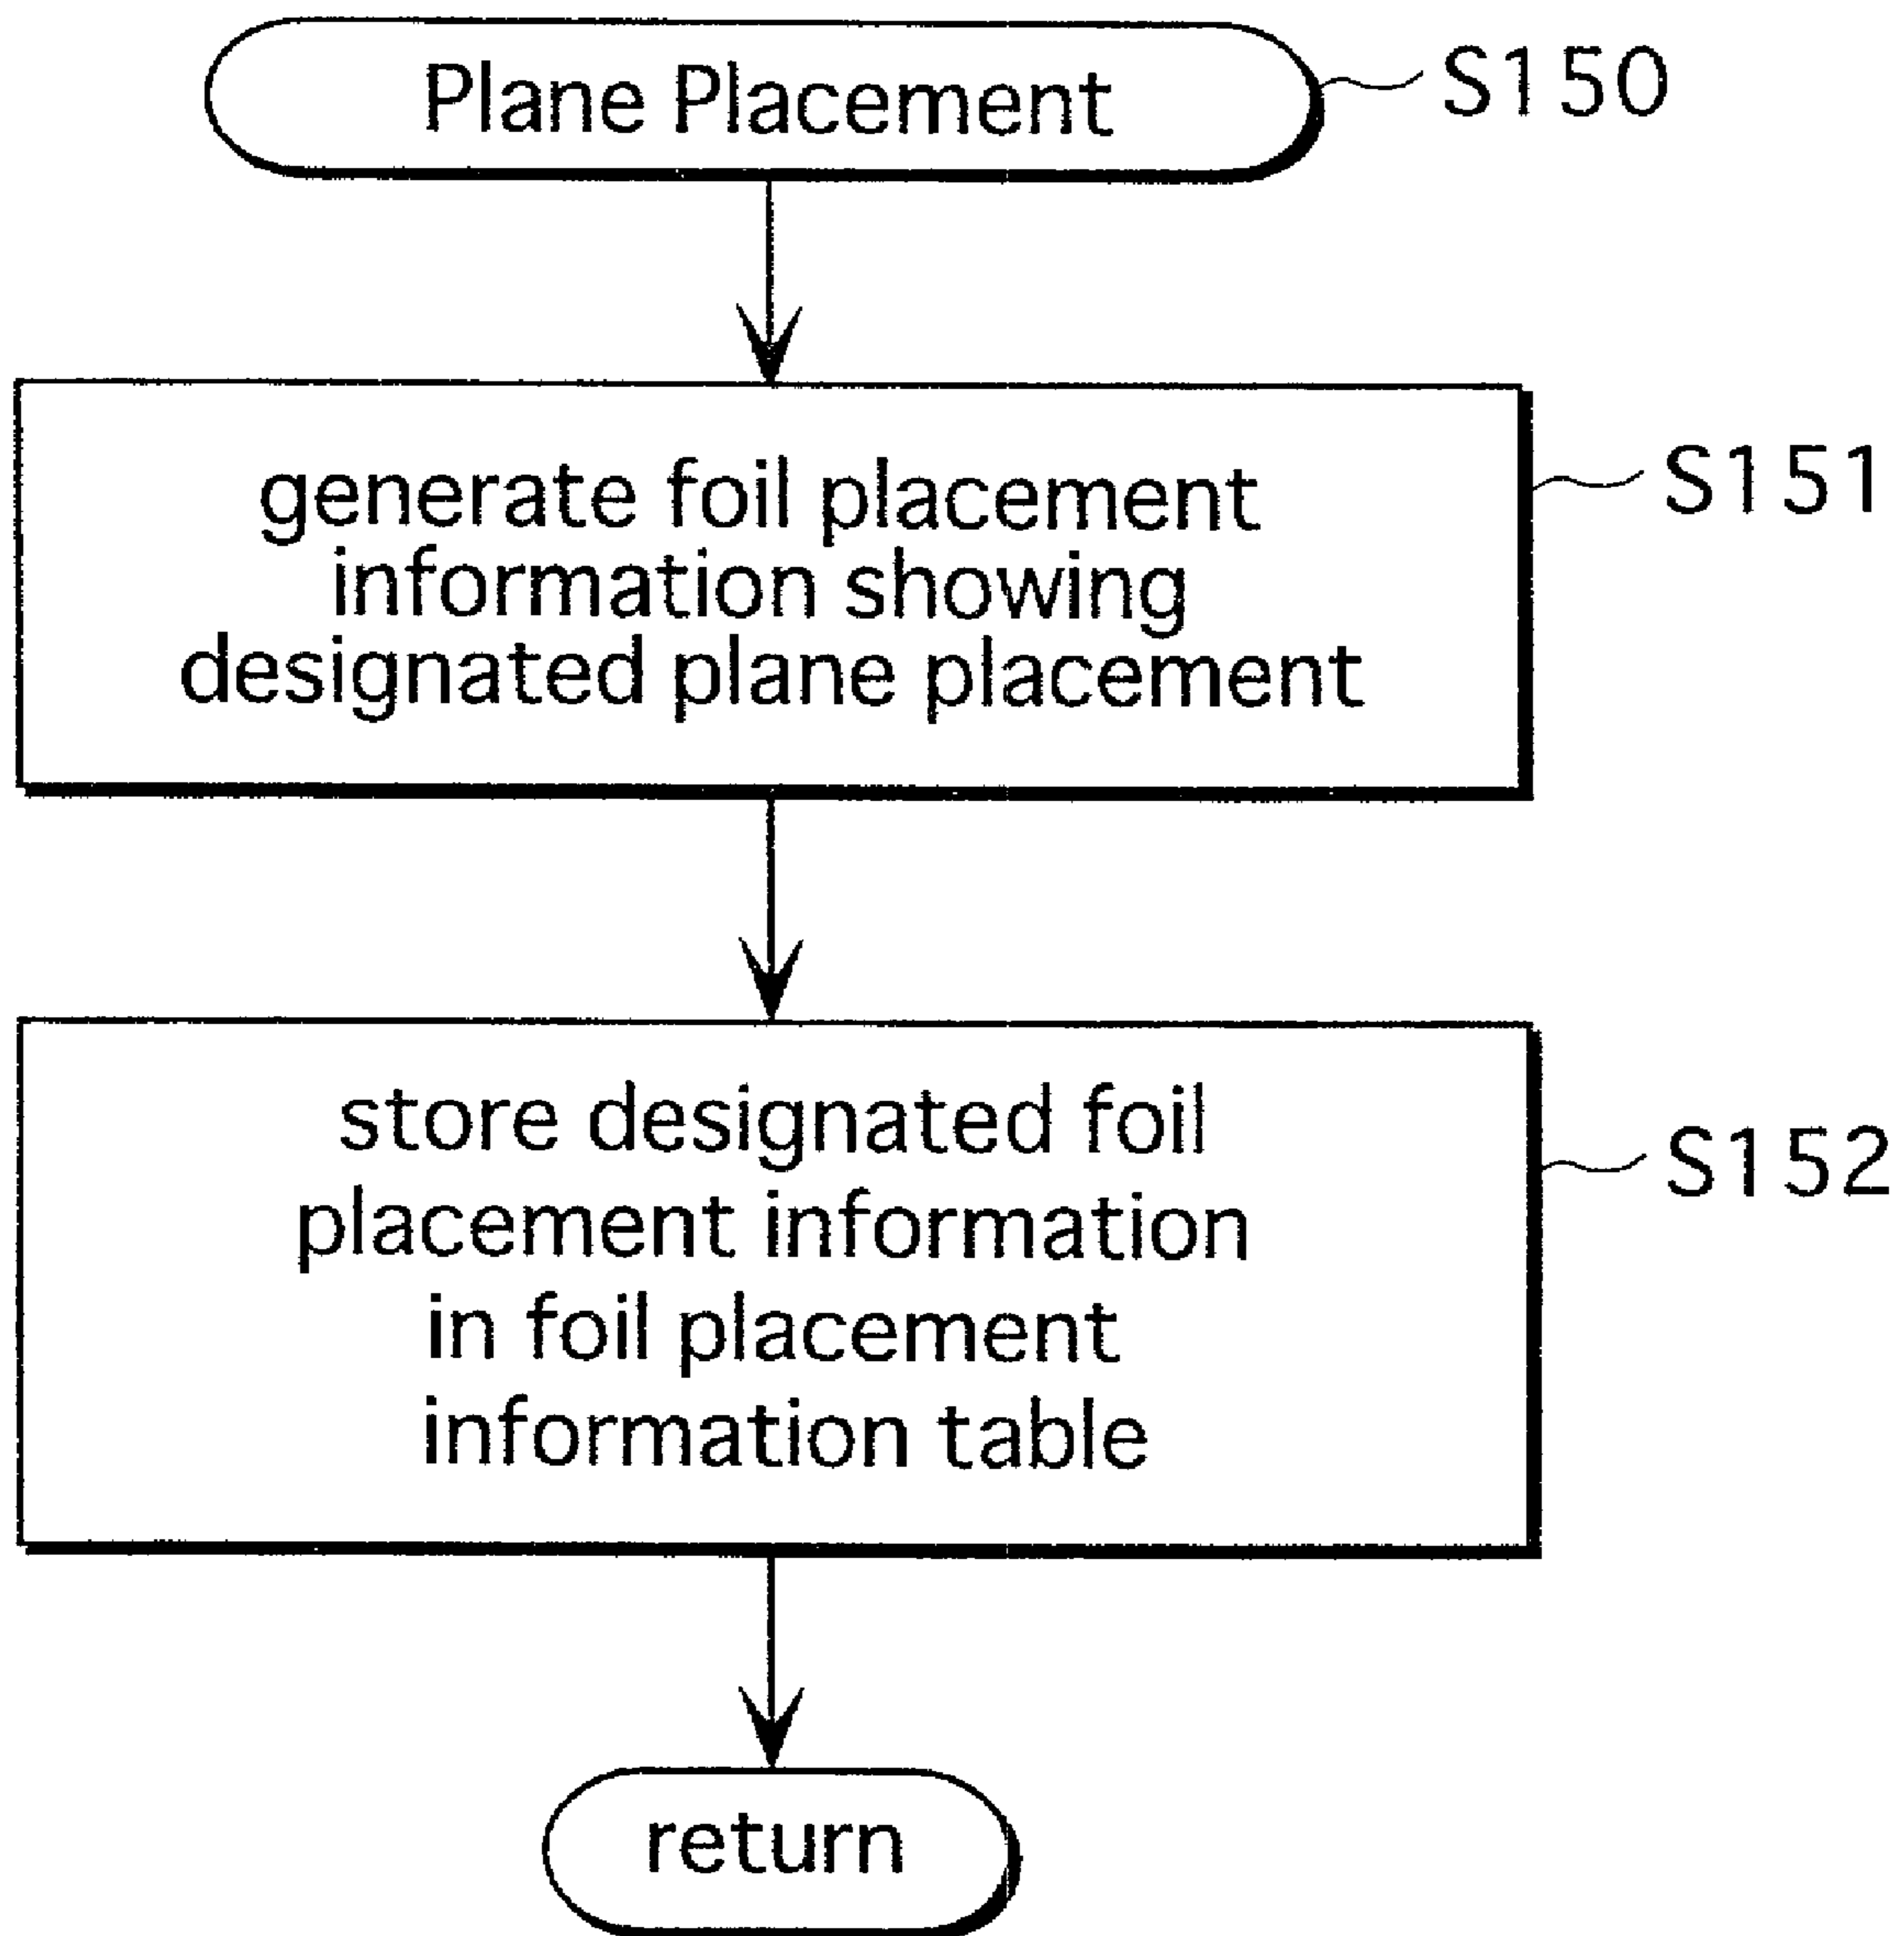 Plane Placement
S150
generate foil placement
information showing
designated plane placement
S151
store designated foil
placement information
in foil placement
information table
S152
return